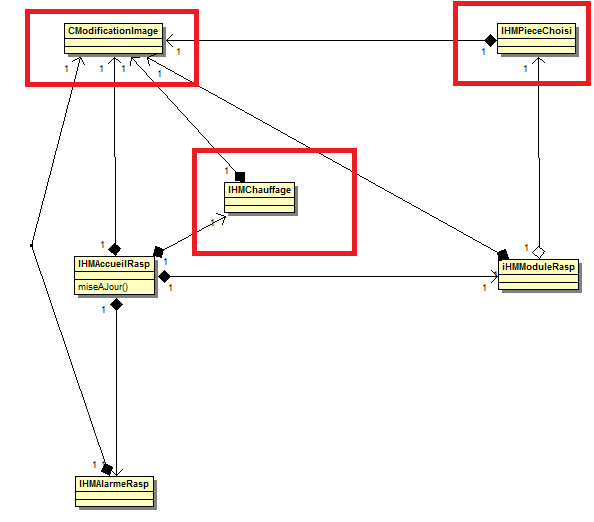 CModificationImage
IHMPieceChoisi
1
1
1
1
1
1
1
1
1
IHMChauffage
1
1
1
1
IHMAccueilRasp
miseAJour()
iHMModuleRasp
1
1
1
1
1
IHMAlarmeRasp